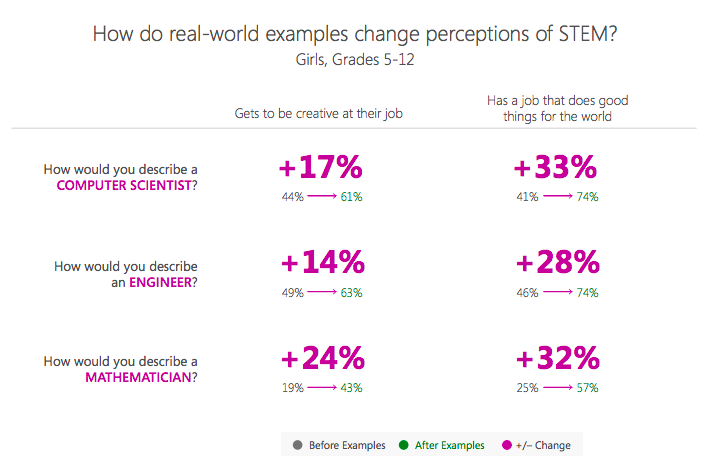 How do real-world examples change perceptions of STEM?
Girls, Grades 5-12
Gets to be creative at their job
Has a job that does good
things for the world
How would you describe a
COMPUTER SCIENTIST?
+17%
44% → 61%
+33%
41% → 74%
How would you describe
an ENGINEER?
+14%
49% → 63%
+28%
46% → 74%
How would you describe a
MATHEMATICIAN?
+24%
19% → 43%
+32%
25% → 57%
Before Examples After Examples +/– Change